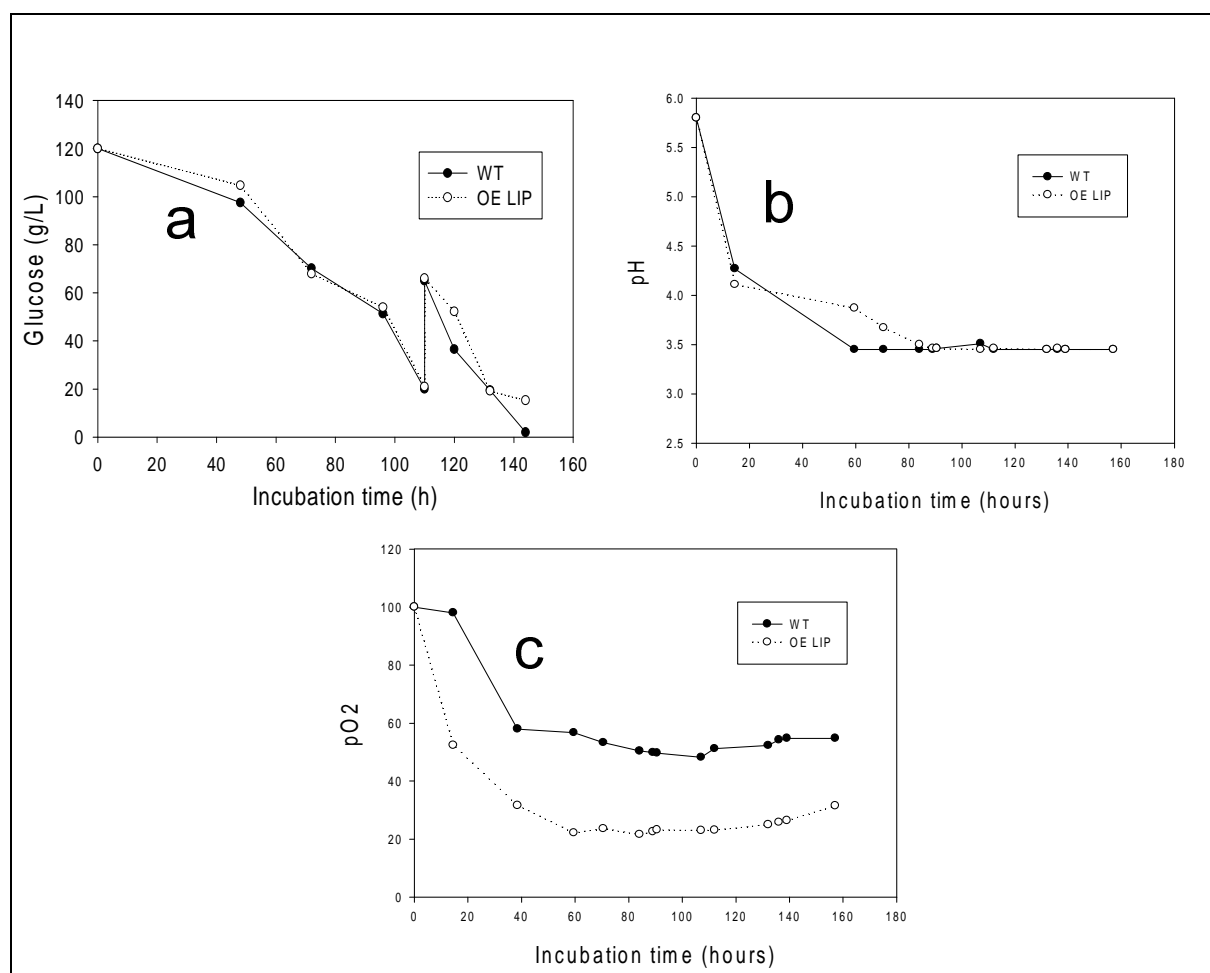 140
120
100
80
60
40
20
0
Glucose (g/L)
a
WT
OE LIP
0 20 40 60 80 100 120 140 160
Incubation time (h)
6.0
5.5
5.0
4.5
4.0
3.5
3.0
2.5
pH
b
WT
OE LIP
0 20 40 60 80 100 120 140 160 180
Incubation time (hours)
120
100
80
60
40
20
0
pO2
c
WT
OE LIP
0 20 40 60 80 100 120 140 160 180
Incubation time (hours)